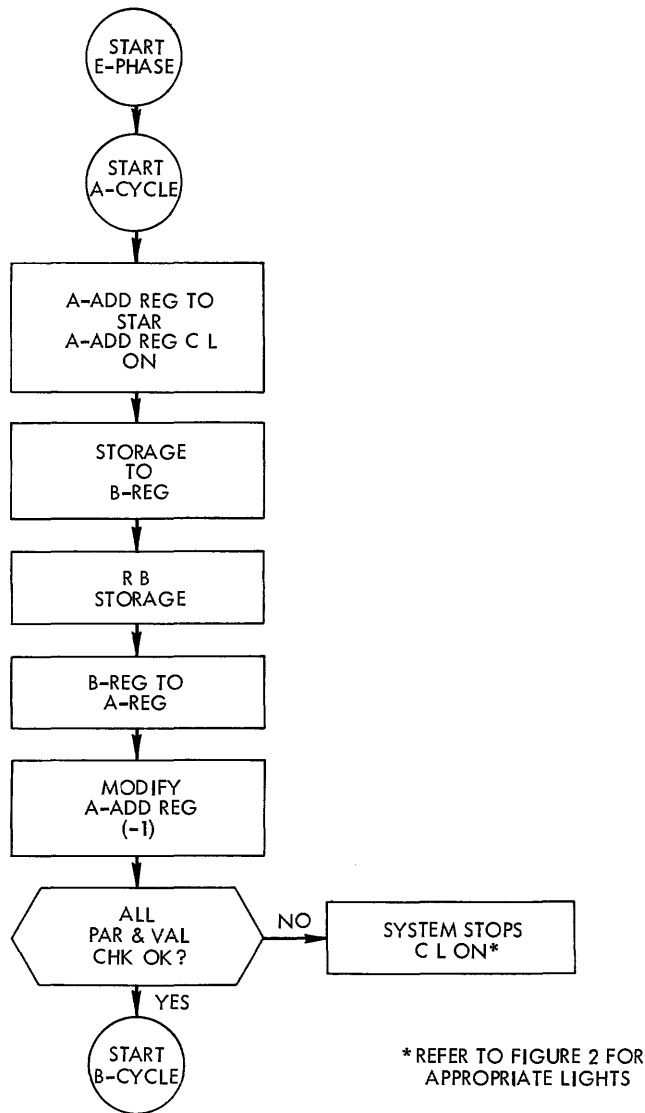 START
E-PHASE
START
A-CYCLE
A-ADD REG TO
STAR
A-ADD REG C L
ON
STORAGE
TO
B-REG
R B
STORAGE
B-REG TO
A-REG
MODIFY
A-ADD REG
(-1)
ALL
PAR & VAL
CHK OK?
NO
SYSTEM STOPS
C L ON*
YES
START
B-CYCLE
*REFER TO FIGURE 2 FOR
APPROPRIATE LIGHTS